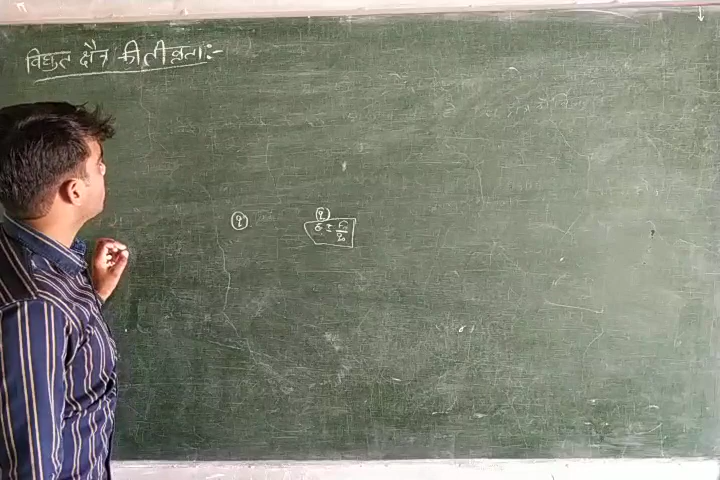 विद्युत क्षैत्र की तीव्रता:-
q q